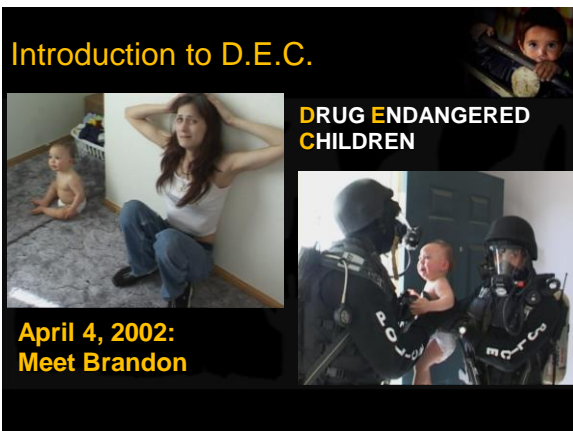 Introduction to D.E.C.
DRUG ENDANGERED
CHILDREN
April 4, 2002:
Meet Brandon
POLICE